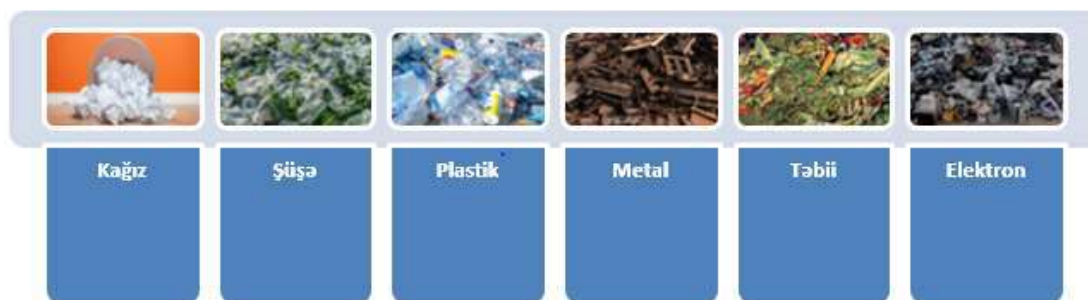 Kağız
Şüşə
Plastik
Metal
Təbii
Elektron